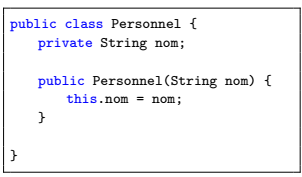 public class Personnel {
    private String nom;

    public Personnel(String nom) {
        this.nom = nom;
    }

}